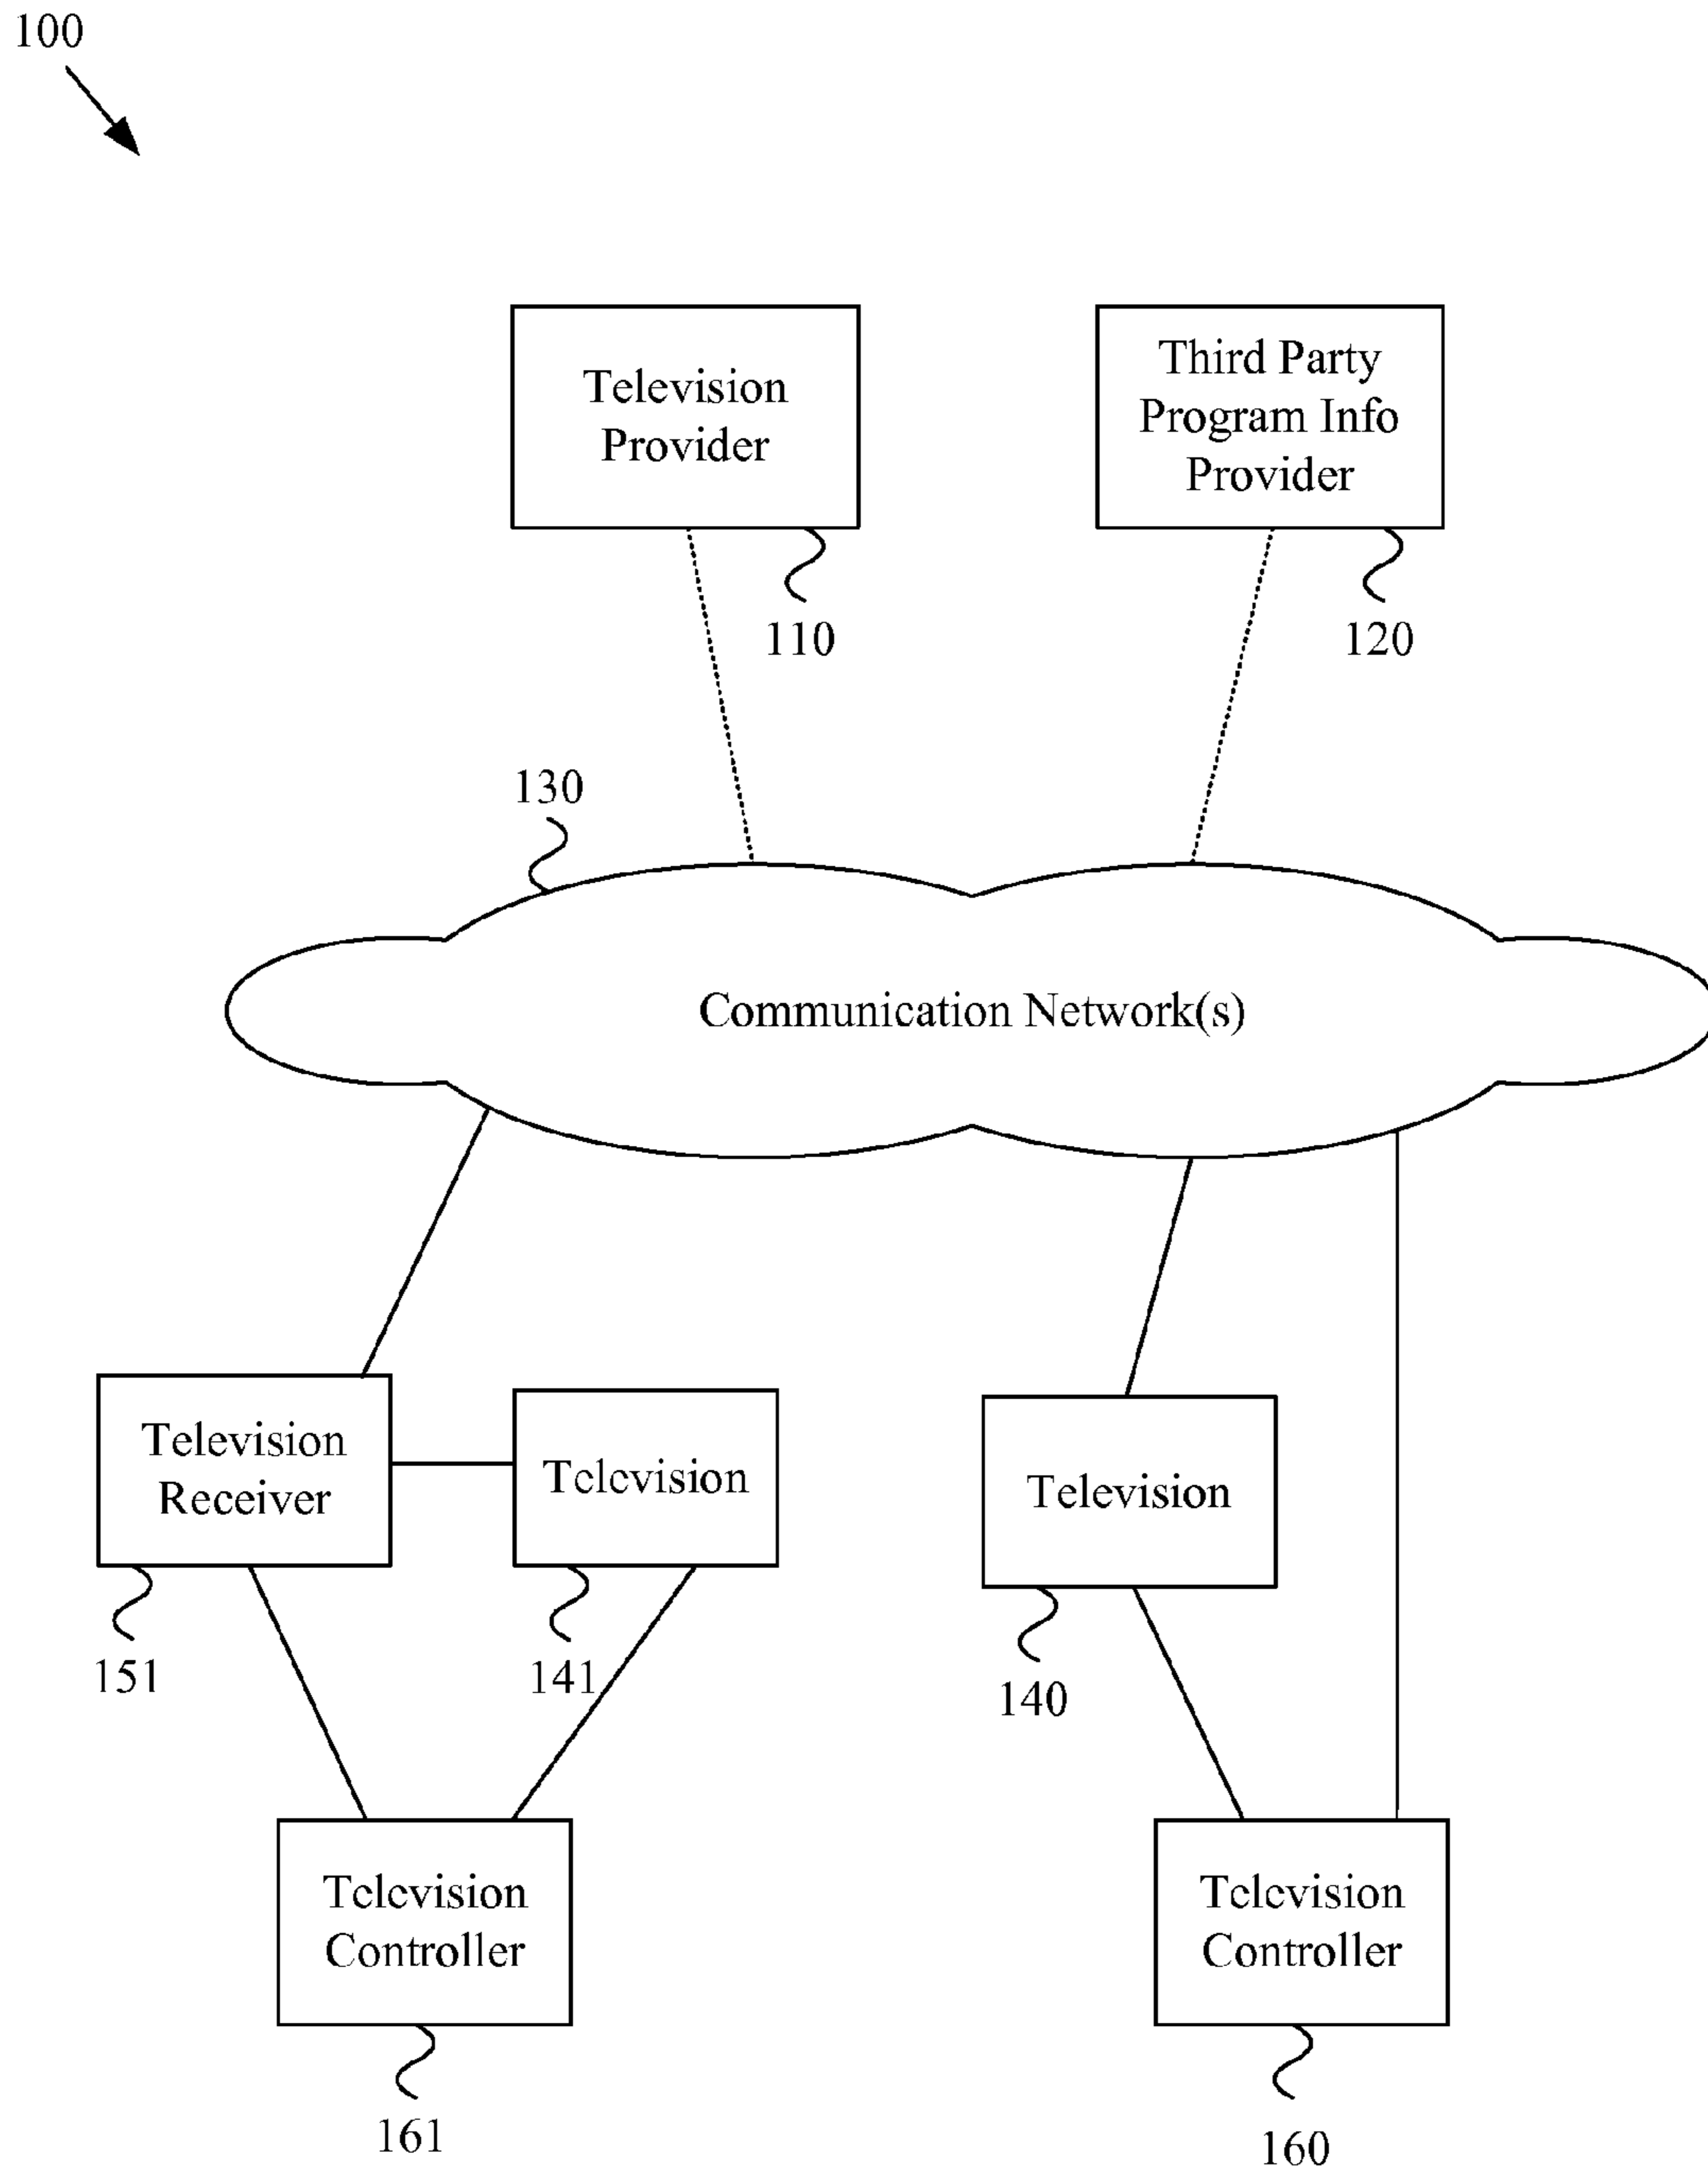 100
Television
Provider
110
Third Party
Program Info
Provider
120
130
Communication Network(s)
Television
Receiver
151
Television
141
Television
140
Television
Controller
161
Television
Controller
160